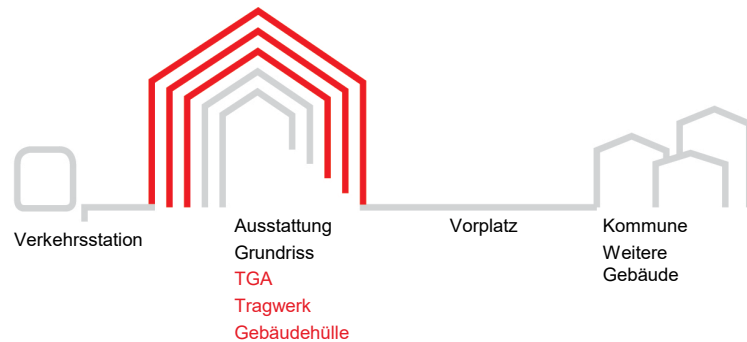 Verkehrsstation
Ausstattung
Grundriss
TGA
Tragwerk
Gebäudehülle
Vorplatz
Kommune
Weitere
Gebäude